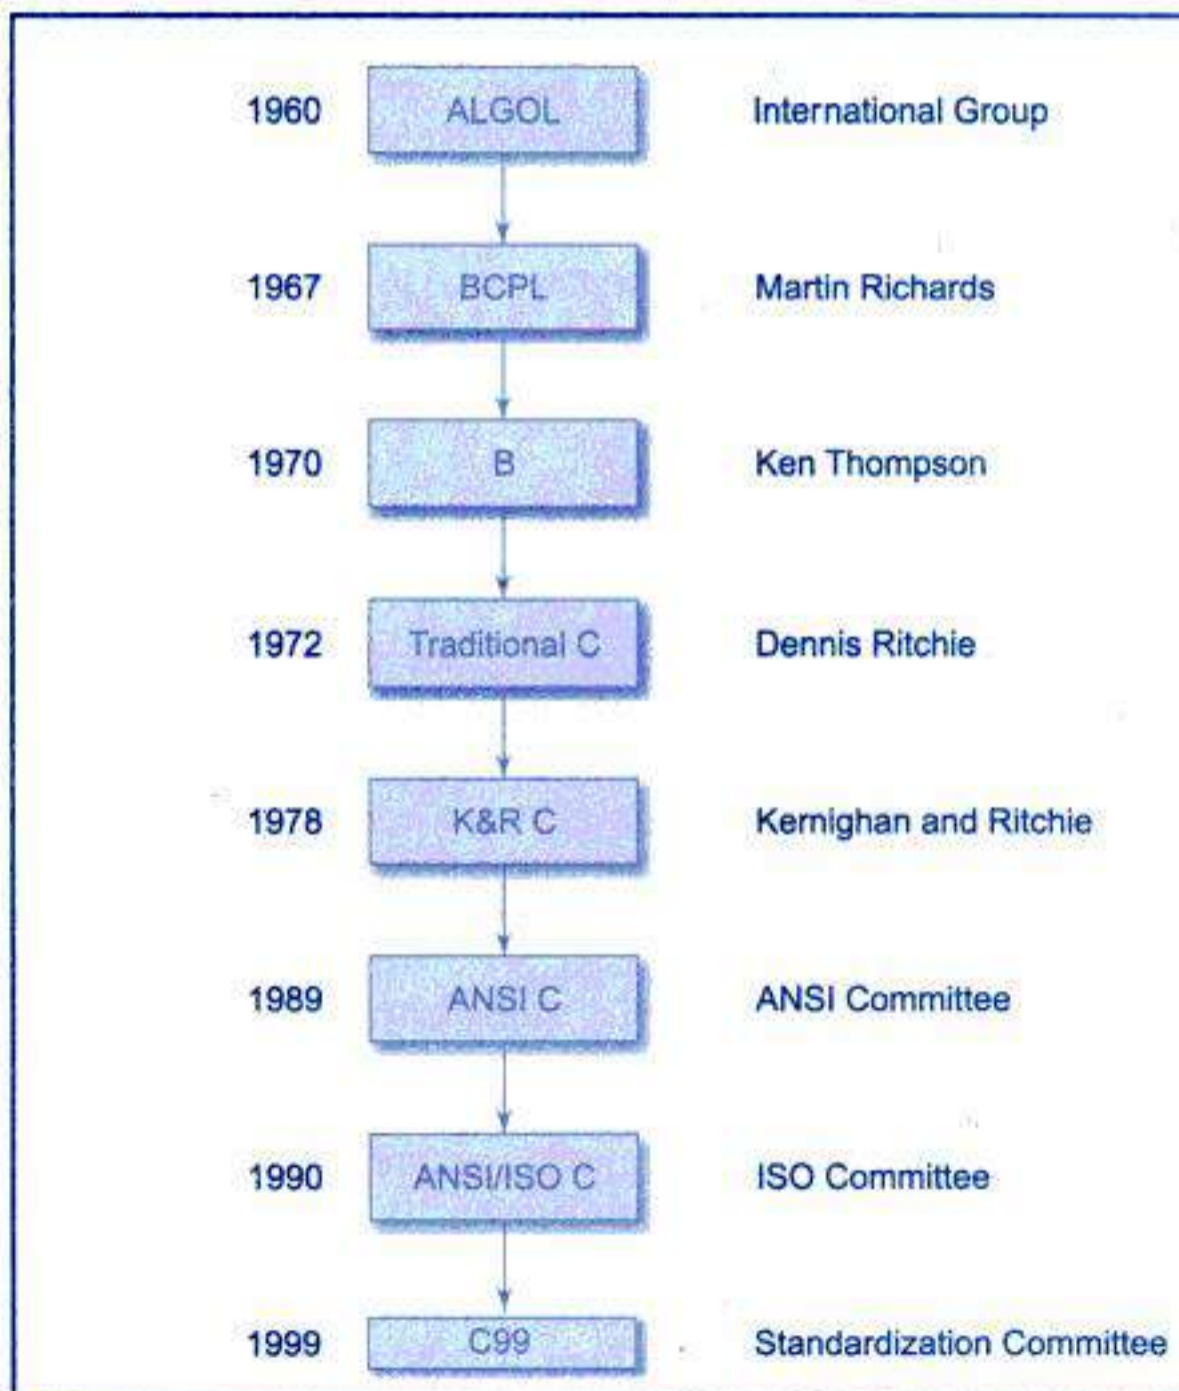 1960 ALGOL International Group
1967 BCPL Martin Richards
1970 B Ken Thompson
1972 Traditional C Dennis Ritchie
1978 K&R C Kernighan and Ritchie
1989 ANSI C ANSI Committee
1990 ANSI/ISO C ISO Committee
1999 C99 Standardization Committee